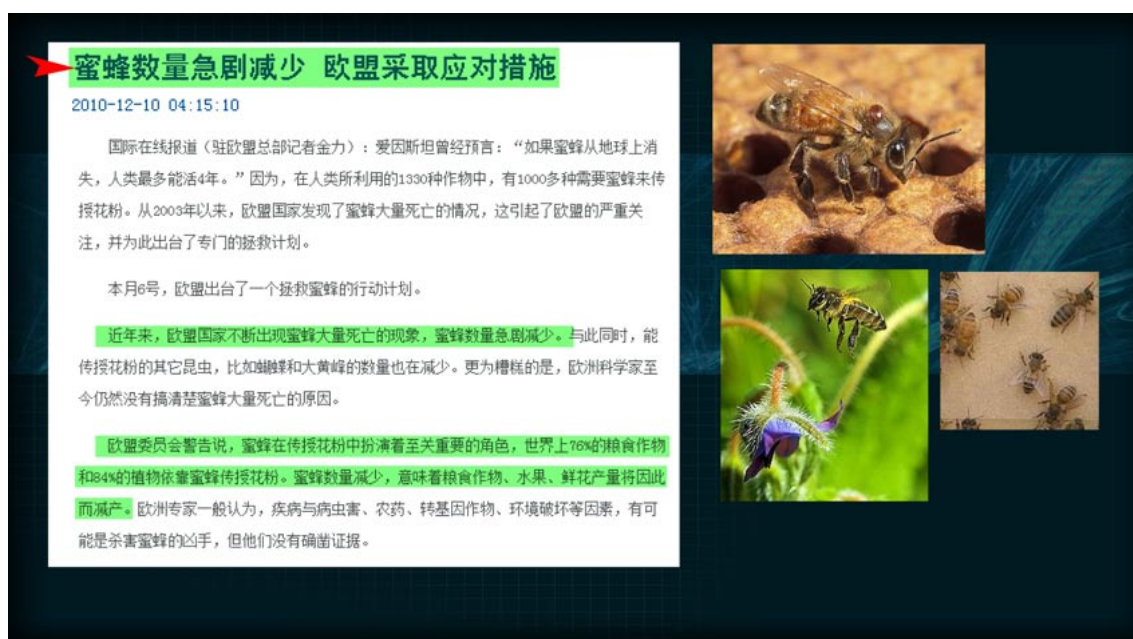 蜜蜂数量急剧减少 欧盟采取应对措施
2010-12-10 04:15:10
国际在线报道（驻欧盟总部记者金力）：爱因斯坦曾经预言：“如果蜜蜂从地球上消
失，人类最多能活4年。”因为，在人类所利用的1330种作物中，有1000多种需要蜜蜂来传
授花粉。从2003年以来，欧盟国家发现了蜜蜂大量死亡的情况，这引起了欧盟的严重关
注，并为此出台了专门的拯救计划。
本月6号，欧盟出台了一个拯救蜜蜂的行动计划。
近年来，欧盟国家不断出现蜜蜂大量死亡的现象，蜜蜂数量急剧减少。与此同时，能
传授花粉的其它昆虫，比如蝴蝶和大黄峰的数量也在减少。更为糟糕的是，欧洲科学家至
今仍然没有搞清楚蜜蜂大量死亡的原因。
欧盟委员会警告说，蜜蜂在传授花粉中扮演着至关重要的角色，世界上76%的粮食作物
和84%的植物依靠蜜蜂传授花粉。蜜蜂数量减少，意味着粮食作物、水果、鲜花产量将因此
而减产。欧洲专家一般认为，疾病与病虫害、农药、转基因作物、环境破坏等因素，有可
能是杀害蜜蜂的凶手，但他们没有确凿证据。